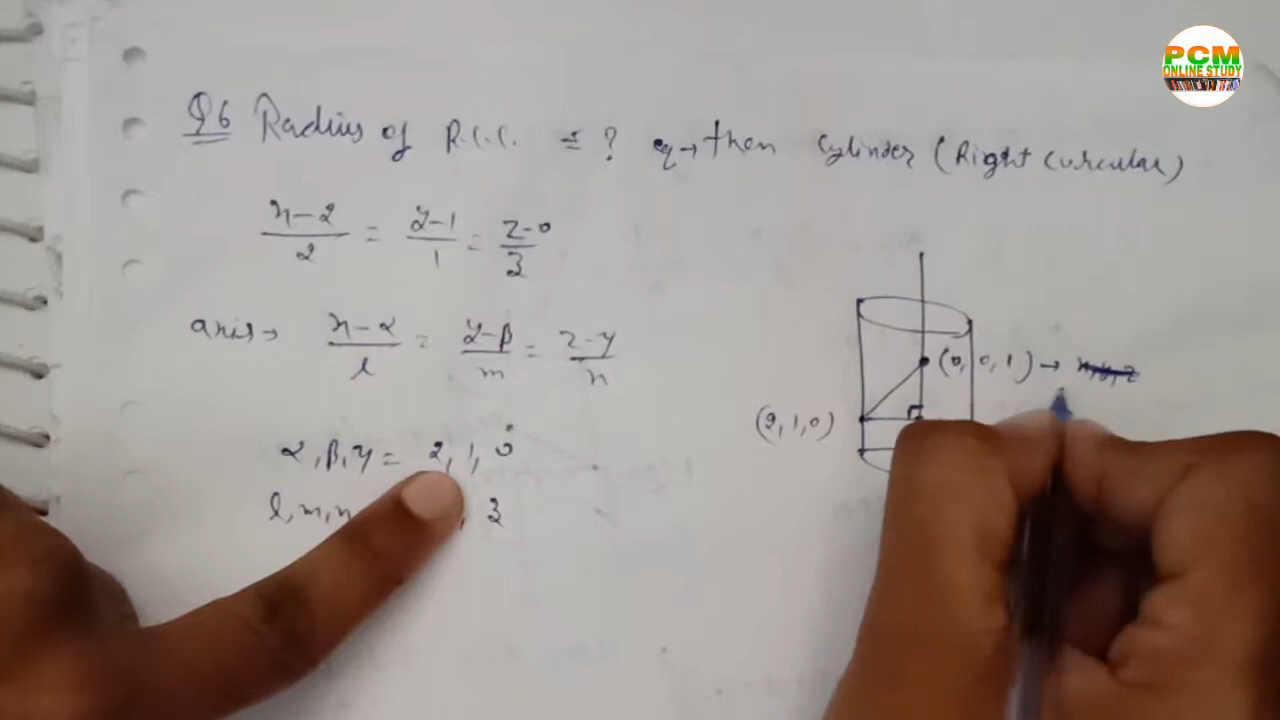 PCM
ONLINE STUDY
Q6 Radius of R.C.C. = ? eq→ then Cylinder (Right Circular)
x-2/2 = y-1/1 = z-0/3
axis→ x-α/l = y-β/m = z-γ/n
(0, 0, 1) →
(2, 1, 0)
α, β, γ = 2, 1, 0
l, m, n , 3